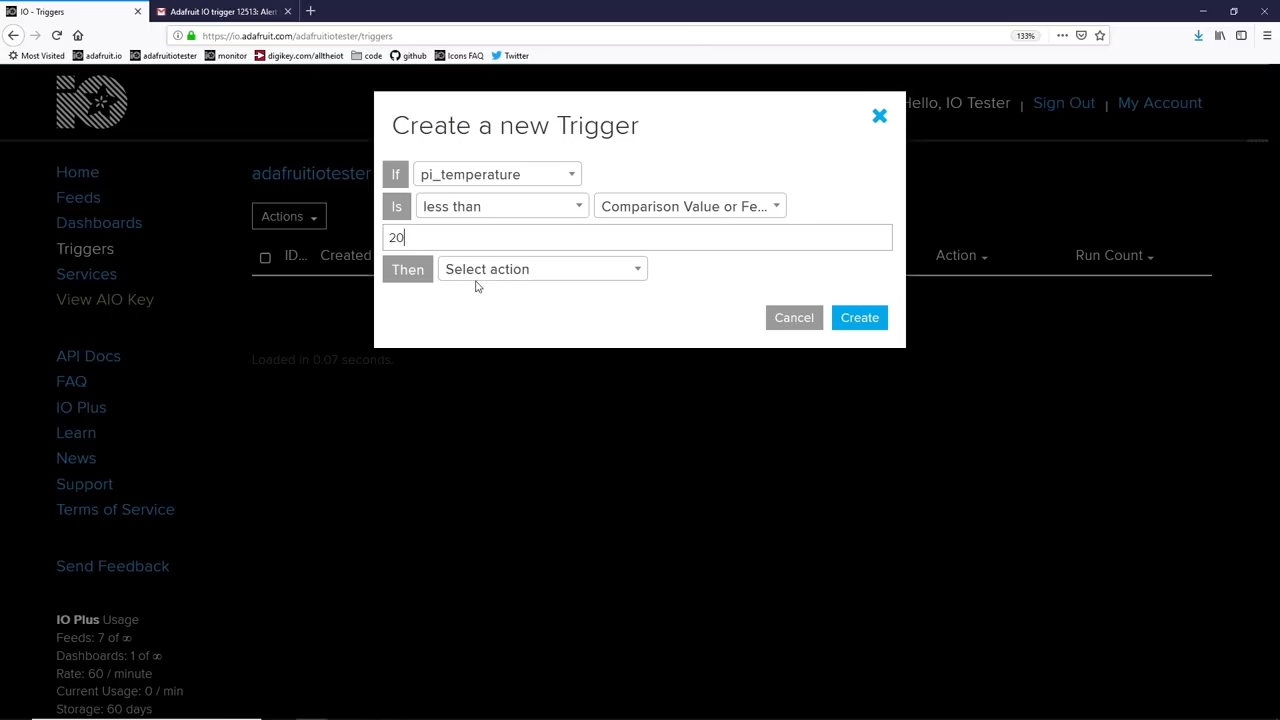 IO - Triggers
Adafruit IO trigger 12513: Alert
https://io.adafruit.com/adafruitiotester/triggers
133%
Most Visited
adafruit.io
adafruitiotester
monitor
digikey.com/alltheiot
code
github
Icons FAQ
Twitter
Hello, IO Tester | Sign Out | My Account
Create a new Trigger
If pi_temperature
Is less than Comparison Value or Fe...
20
Then Select action
Cancel Create
Home
Feeds
Dashboards
Triggers
Services
View AIO Key
API Docs
FAQ
IO Plus
Learn
News
Support
Terms of Service
Send Feedback
IO Plus Usage
Feeds: 7 of ∞
Dashboards: 1 of ∞
Rate: 60 / minute
Current Usage: 0 / min
Storage: 60 days
adafruitiotester
Actions
ID... Created Action Run Count
Loaded in 0.07 seconds.